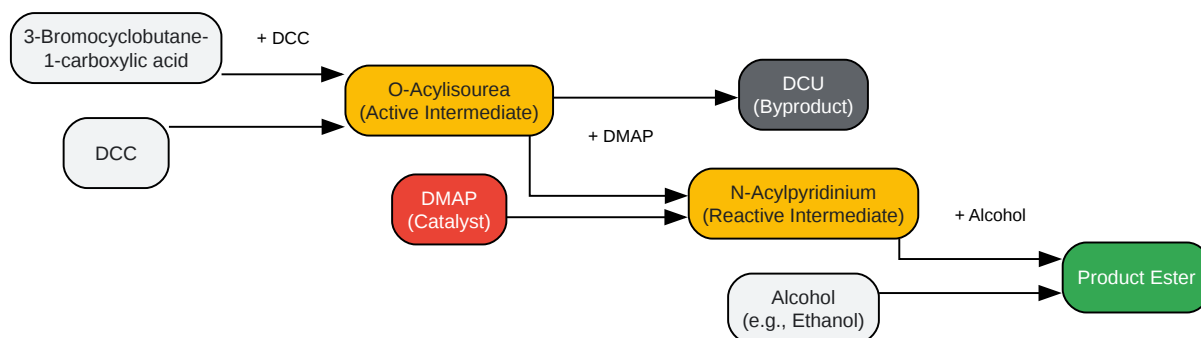 3-Bromocyclobutane-
1-carboxylic acid
+ DCC
O-Acylisourea
(Active Intermediate)
DCU
(Byproduct)
DCC
+ DMAP
DMAP
(Catalyst)
N-Acylpyridinium
(Reactive Intermediate)
+ Alcohol
Product Ester
Alcohol
(e.g., Ethanol)